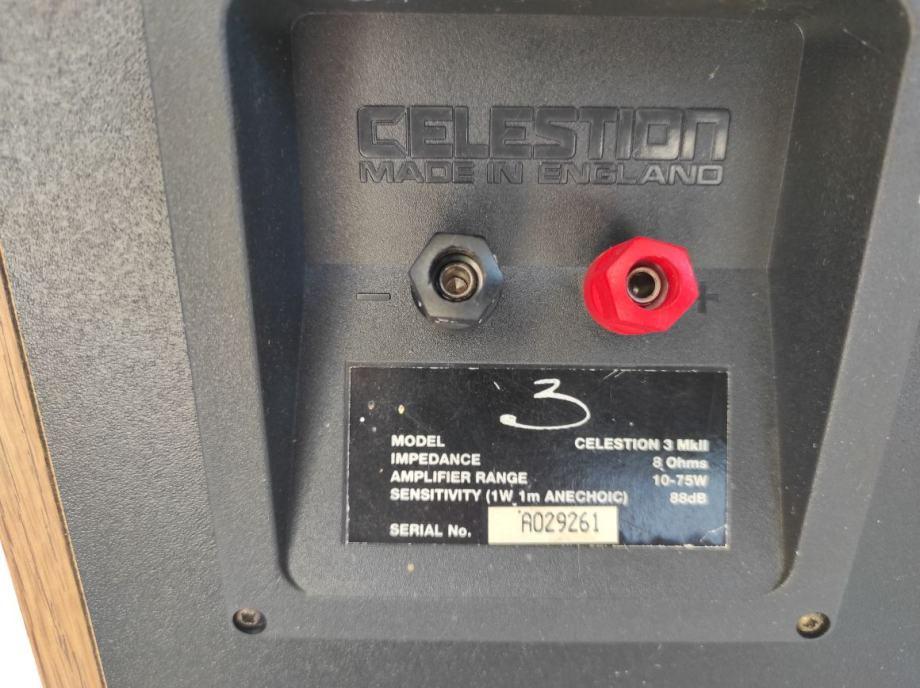 CELESTION
MADE IN ENGLAND
- +
3
MODEL CELESTION 3 MkII
IMPEDANCE 8 Ohms
AMPLIFIER RANGE 10-75W
SENSITIVITY (1W 1m ANECHOIC) 88dB
SERIAL No. A029261